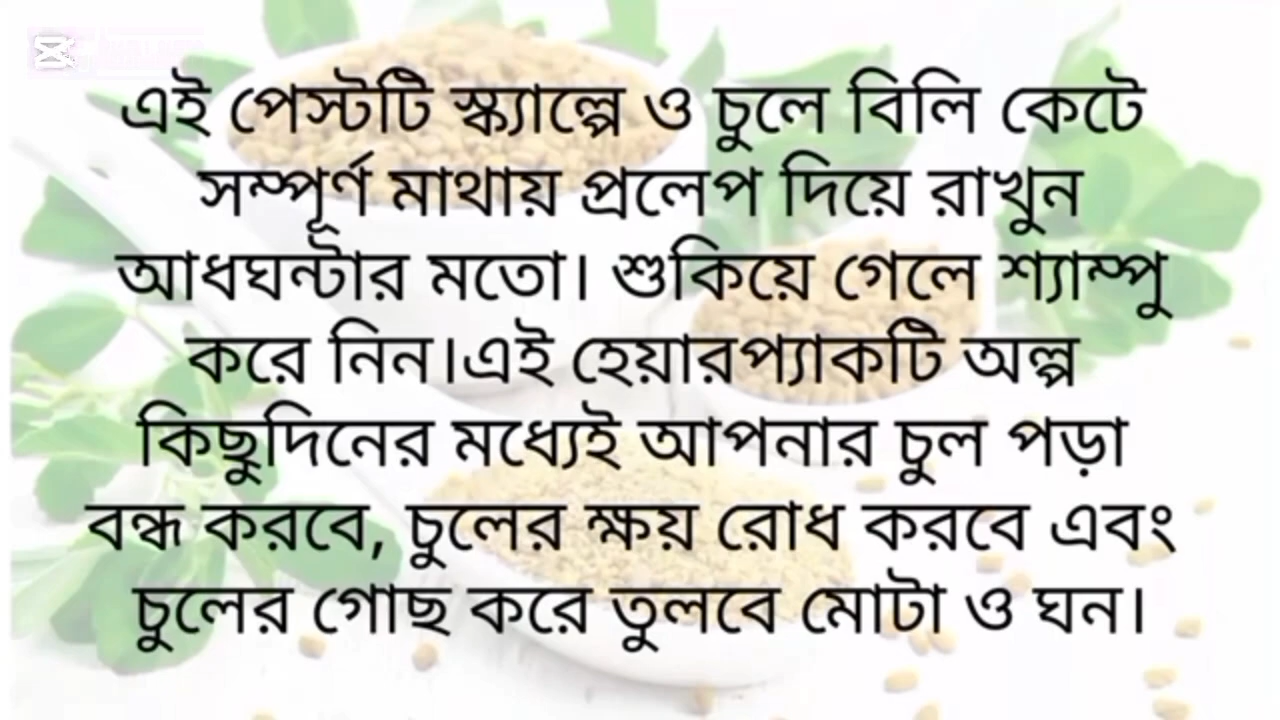 এই পেস্টটি স্ক্যাল্পে ও চুলে বিলি কেটে
সম্পূর্ণ মাথায় প্রলেপ দিয়ে রাখুন
আধঘন্টার মতো। শুকিয়ে গেলে শ্যাম্পু
করে নিন।এই হেয়ারপ্যাকটি অল্প
কিছুদিনের মধ্যেই আপনার চুল পড়া
বন্ধ করবে, চুলের ক্ষয় রোধ করবে এবং
চুলের গোছ করে তুলবে মোটা ও ঘন।